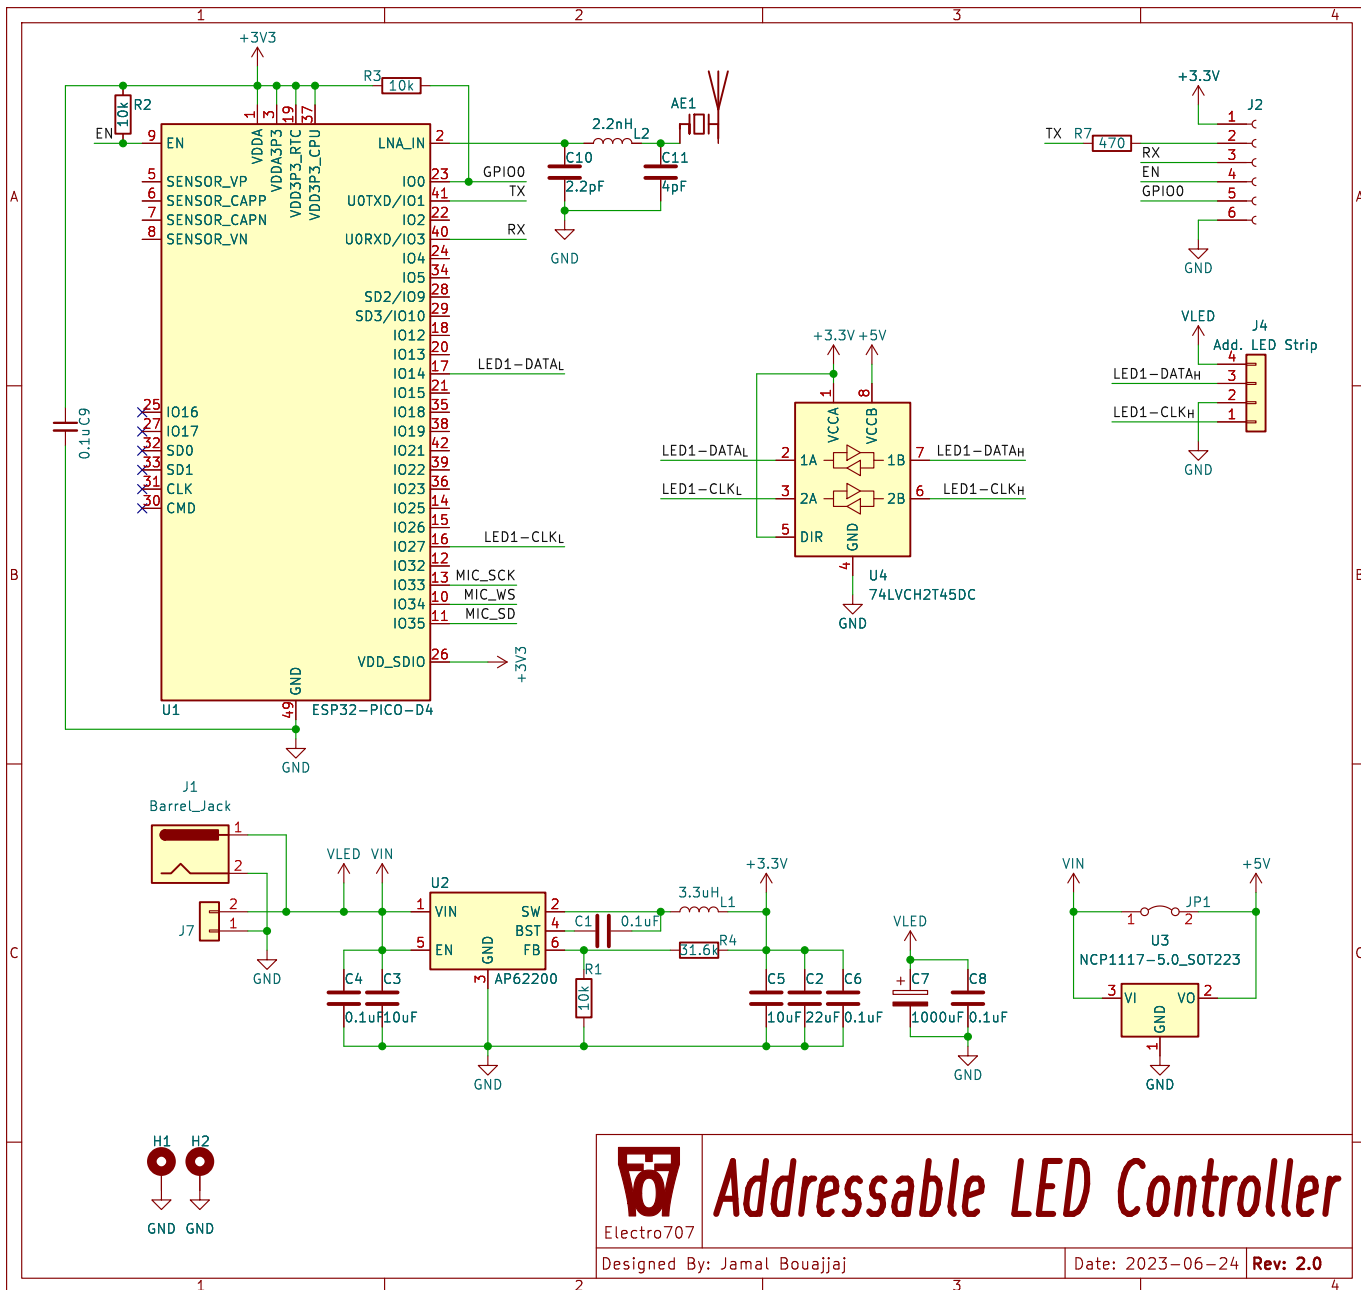 1 2 3 4
A
B
C
+3V3
R2
10k
EN
R3
10k
1
VDDA
3
VDDA3P3
19
VDD3P3_RTC
37
VDD3P3_CPU
9 EN
5 SENSOR_VP
6 SENSOR_CAPP
7 SENSOR_CAPN
8 SENSOR_VN
25 IO16
27 IO17
32 SD0
33 SD1
31 CLK
30 CMD
LNA_IN 2
IO0 23 GPIO0
U0TXD/IO1 41 TX
IO2 22
U0RXD/IO3 40 RX
IO4 24
IO5 34
SD2/IO9 28
SD3/IO10 29
IO12 18
IO13 20
IO14 17 LED1-DATAL
IO15 21
IO18 35
IO19 38
IO21 42
IO22 39
IO23 36
IO25 14
IO26 15
IO27 16 LED1-CLKL
IO32 12
IO33 13 MIC_SCK
IO34 10 MIC_WS
IO35 11 MIC_SD
VDD_SDIO 26 +3V3
GND
49
U1 ESP32-PICO-D4
GND
0.1u C9
2.2nH L2
AE1
C10
2.2pF
C11
4pF
GND
+3.3V
J2
TX R7 470
1
2
RX 3
EN 4
GPIO0 5
6
GND
VLED
J4
Add. LED Strip
4
LED1-DATAH 3
2
LED1-CLKH 1
GND
+3.3V +5V
1 8
VCCA VCCB
LED1-DATAL 2 1A 1B 7 LED1-DATAH
LED1-CLKL 3 2A 2B 6 LED1-CLKH
5 DIR
GND
4
U4
74LVCH2T45DC
GND
J1
Barrel_Jack
1
2
J7
2
1
GND
VLED VIN
U2
1 VIN SW 2
BST 4
5 EN FB 6
GND
3
AP62200
C4
0.1uF
C3
10uF
GND
C1 0.1uF
3.3uH L1
31.6k R4
R1
10k
+3.3V
C5
10uF
C2
22uF
C6
0.1uF
VLED
+ C7
1000uF
C8
0.1uF
GND
VIN +5V
JP1
1 2
U3
NCP1117-5.0_SOT223
3 VI VO 2
GND
1
GND
H1 H2
GND GND
Electro707
Addressable LED Controller
Designed By: Jamal Bouajjaj Date: 2023-06-24 Rev: 2.0
A
B
C
1 2 3 4